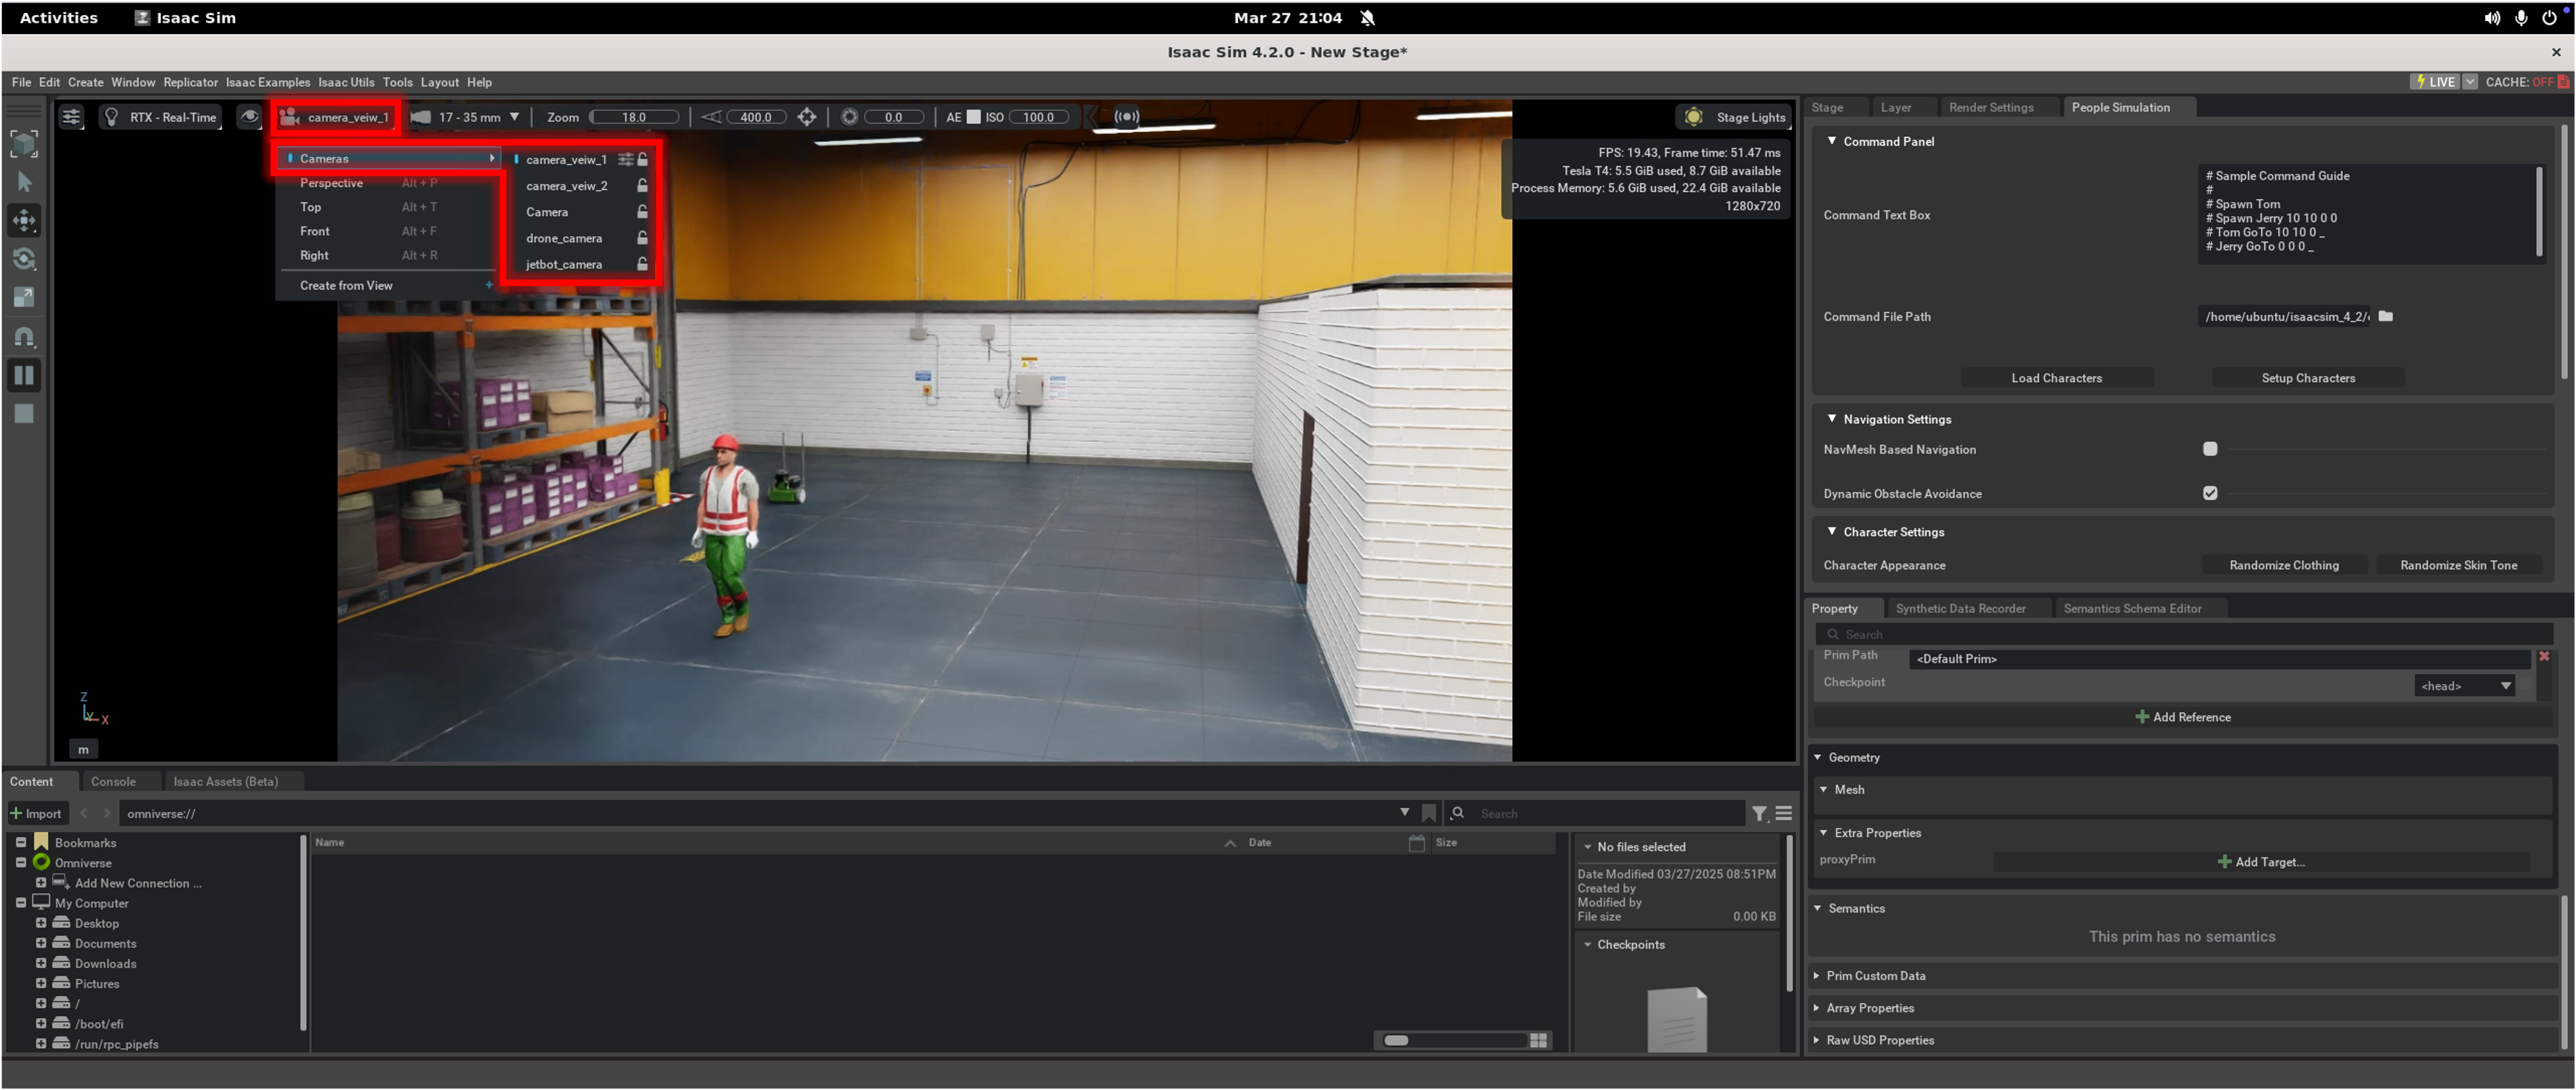 Activities Isaac Sim Mar 27 21:04
Isaac Sim 4.2.0 - New Stage*
File Edit Create Window Replicator Isaac Examples Isaac Utils Tools Layout Help LIVE CACHE: OFF
RTX - Real-Time camera_veiw_1 17 - 35 mm Zoom 18.0 400.0 0.0 AE ISO 100.0 Stage Lights
Cameras
Perspective Alt + P
Top Alt + T
Front Alt + F
Right Alt + R
Create from View +
camera_veiw_1
camera_veiw_2
Camera
drone_camera
jetbot_camera
FPS: 19.43, Frame time: 51.47 ms
Tesla T4: 5.5 GiB used, 8.7 GiB available
Process Memory: 5.6 GiB used, 22.4 GiB available
1280x720
Z
Y
X
m
Stage Layer Render Settings People Simulation
Command Panel
Command Text Box
# Sample Command Guide
#
# Spawn Tom
# Spawn Jerry 10 10 0 0
# Tom GoTo 10 10 0 _
# Jerry GoTo 0 0 0 _
Command File Path /home/ubuntu/isaacsim_4_2/
Load Characters Setup Characters
Navigation Settings
NavMesh Based Navigation
Dynamic Obstacle Avoidance
Character Settings
Character Appearance Randomize Clothing Randomize Skin Tone
Property Synthetic Data Recorder Semantics Schema Editor
Search
Prim Path <Default Prim>
Checkpoint <head>
Add Reference
Geometry
Mesh
Extra Properties
proxyPrim Add Target...
Semantics
This prim has no semantics
Prim Custom Data
Array Properties
Raw USD Properties
Content Console Isaac Assets (Beta)
Import omniverse:// Search
Bookmarks
Omniverse
Add New Connection ...
My Computer
Desktop
Documents
Downloads
Pictures
/
/boot/efi
/run/rpc_pipefs
Name Date Size
No files selected
Date Modified 03/27/2025 08:51PM
Created by
Modified by
File size 0.00 KB
Checkpoints